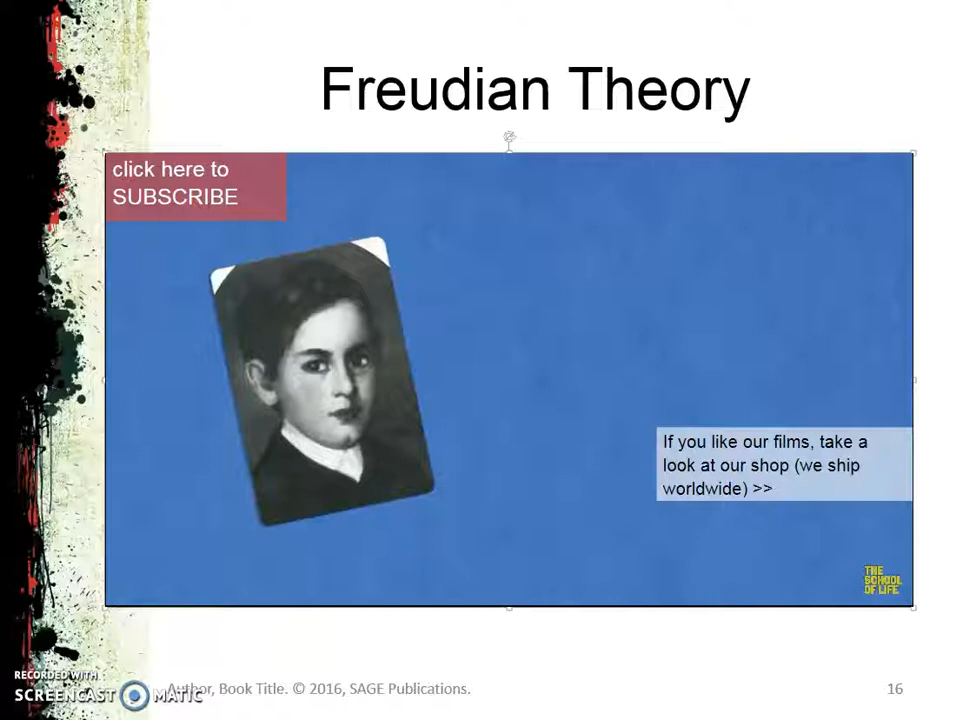 Freudian Theory
click here to
SUBSCRIBE
If you like our films, take a
look at our shop (we ship
worldwide) >>
THE
SCHOOL
OF LIFE
RECORDED WITH
SCREENCAST MATIC
Author, Book Title. © 2016, SAGE Publications.
16